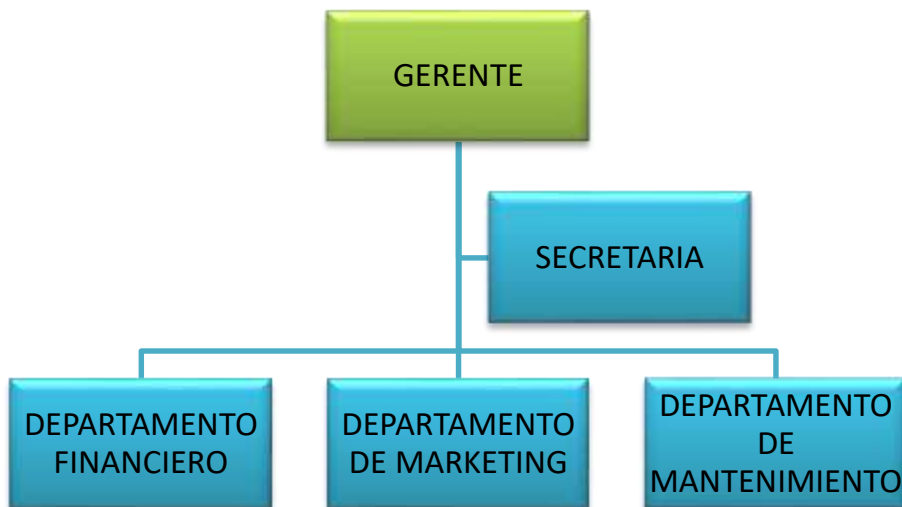 GERENTE
SECRETARIA
DEPARTAMENTO
FINANCIERO
DEPARTAMENTO
DE MARKETING
DEPARTAMENTO
DE
MANTENIMIENTO